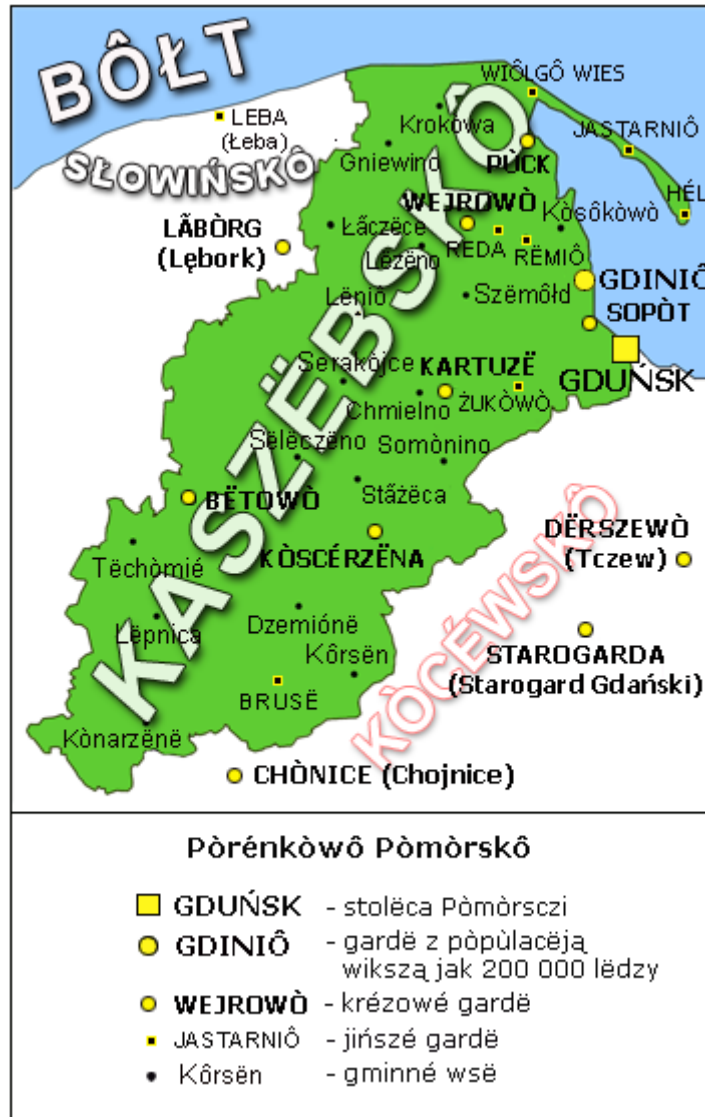 BÔŁT
WIÔLGÔ WIES
LEBA
(Łeba)
Krokòwa
JASTARNIÔ
Gniewinò
PÙCK
SŁOWIŃSKÔ
HÉL
WEJROWÒ
Kòsôkòwò
LÃBÒRG
(Lębork)
Łãczëce
Lëzëno
REDA
RËMIÔ
GDINIÔ
Lëniô
Szëmôłd
SOPÒT
KASZËBSKÔ
GDUŃSK
Serakòjce
KARTUZË
Chmielno
ŻUKÒWÒ
Sëlëczëno
Somònino
BËTOWÒ
Stãżëca
KÒSCÉRZËNA
DËRSZEWÒ
(Tczew)
Tëchòmié
KÒCÉWSKÔ
Lëpnica
Dzemiónë
STAROGARDA
(Starogard Gdański)
Kôrsën
BRUSË
Kònarzënë
CHÒNICE (Chojnice)
Pòrénkòwô Pòmòrskô
GDUŃSK - stolëca Pòmòrsczi
GDINIÔ - gardë z pòpùlacëją
wikszą jak 200 000 lëdzy
WEJROWÒ - krézowé gardë
JASTARNIÔ - jińszé gardë
Kôrsën - gminné wsë